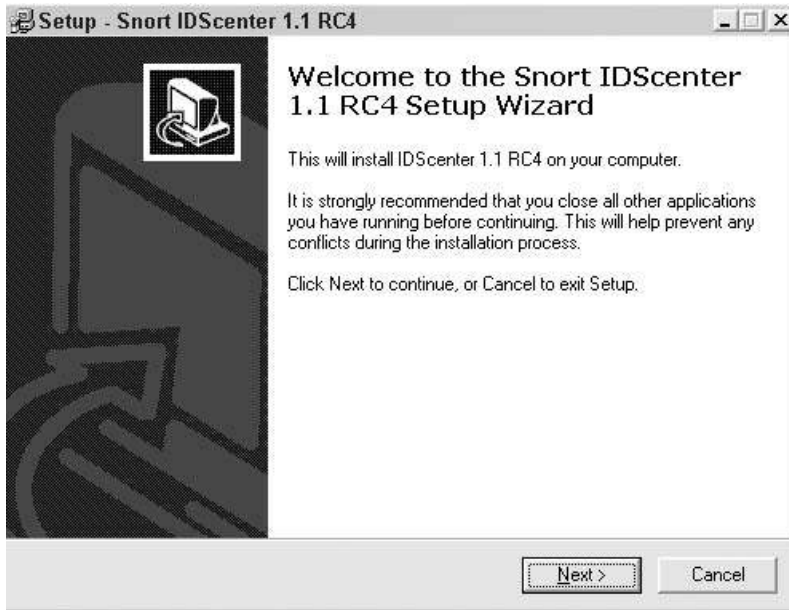 Setup - Snort IDScenter 1.1 RC4
Welcome to the Snort IDScenter
1.1 RC4 Setup Wizard
This will install IDScenter 1.1 RC4 on your computer.
It is strongly recommended that you close all other applications
you have running before continuing. This will help prevent any
conflicts during the installation process.
Click Next to continue, or Cancel to exit Setup.
Next >
Cancel